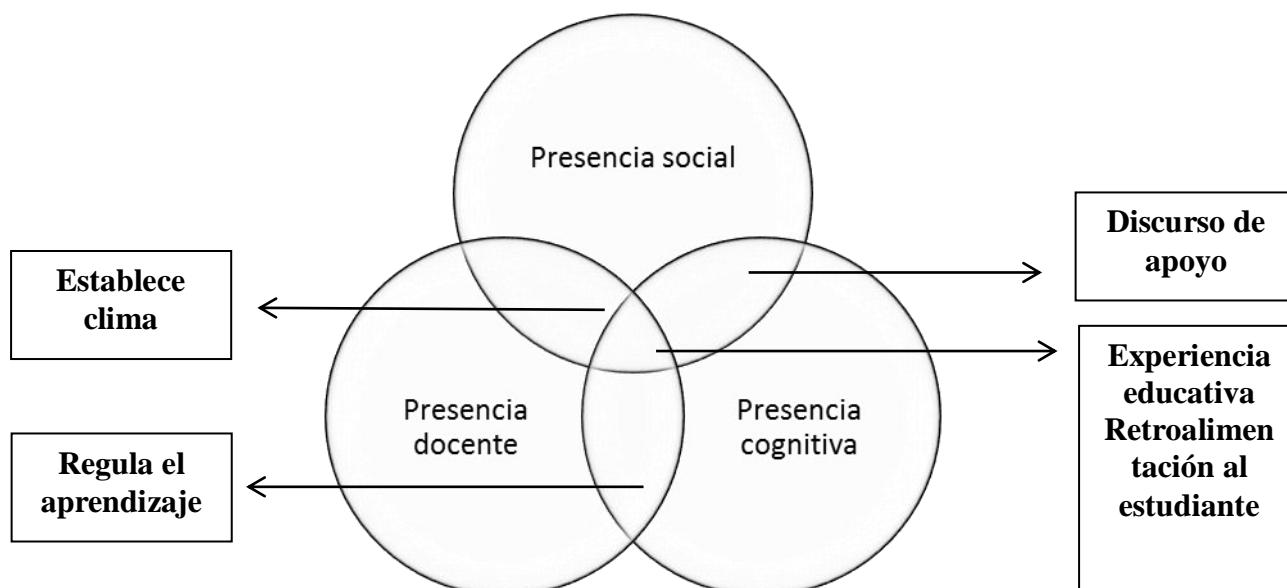 Presencia social
Discurso de
apoyo
Establece
clima
Experiencia
educativa
Retroalimen
tación al
estudiante
Presencia
docente
Presencia
cognitiva
Regula el
aprendizaje